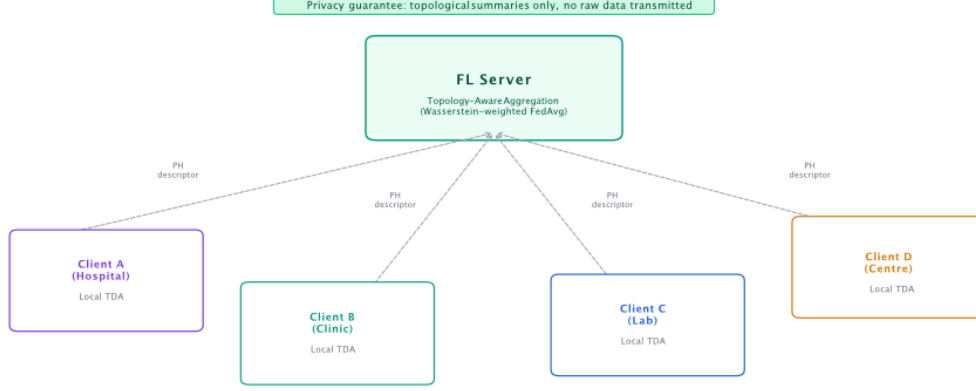 Privacy guarantee: topological summaries only, no raw data transmitted
FL Server
Topology-Aware Aggregation
(Wasserstein-weighted FedAvg)
PH
descriptor
PH
descriptor
PH
descriptor
PH
descriptor
Client A
(Hospital)
Local TDA
Client B
(Clinic)
Local TDA
Client C
(Lab)
Local TDA
Client D
(Centre)
Local TDA